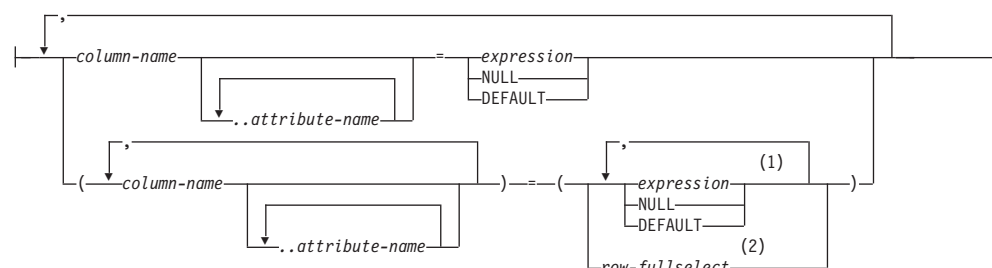 ,
column-name = expression
NULL
DEFAULT
..attribute-name
, , (1)
( column-name ) = ( expression )
NULL
DEFAULT
..attribute-name (2)
row-fullselect